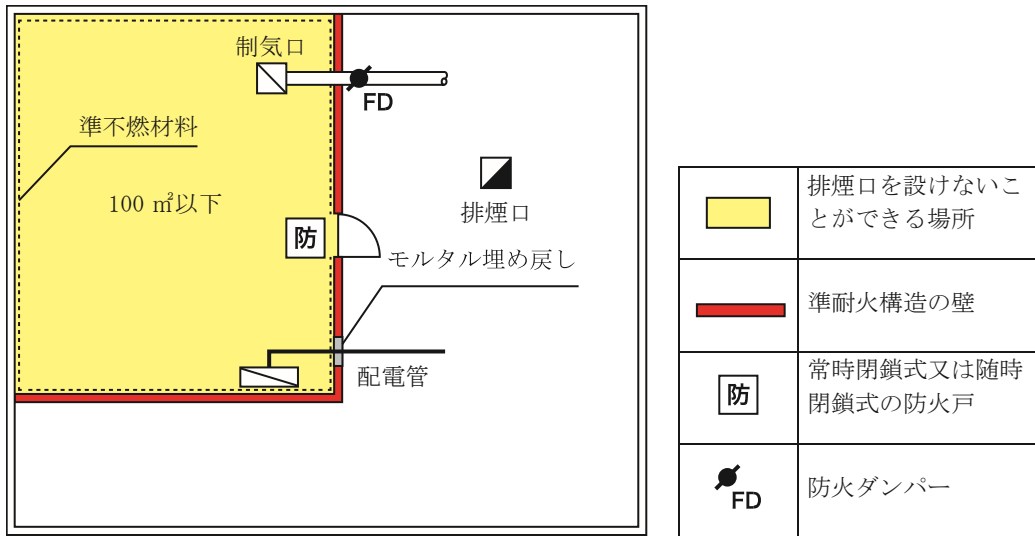 制気口
FD
準不燃材料
100 ㎡以下
排煙口
防
モルタル埋め戻し
配電管
排煙口を設けないこ
とができる場所
準耐火構造の壁
防
常時閉鎖式又は随時
閉鎖式の防火戸
FD
防火ダンパー